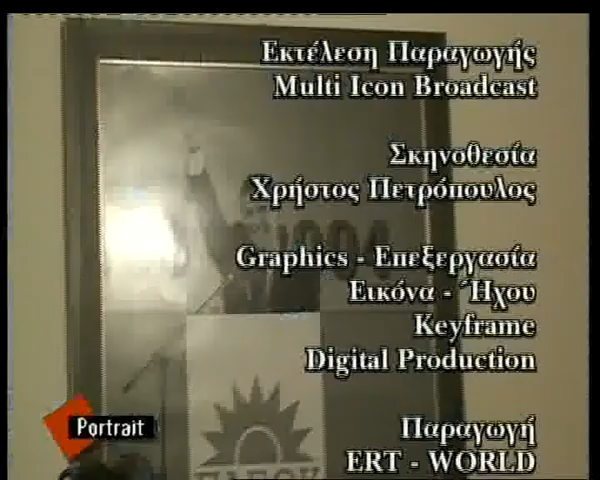 Εκτέλεση Παραγωγής
Multi Icon Broadcast
Σκηνοθεσία
Χρήστος Πετρόπουλος
Graphics - Επεξεργασία
Εικόνα - Ήχου
Keyframe
Digital Production
Παραγωγή
ERT - WORLD
Portrait
ΠΑΣΟΚ